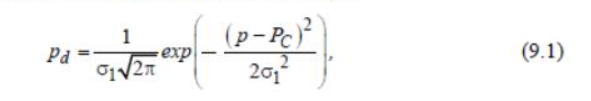 p_d = \frac{1}{\sigma_1\sqrt{2\pi}} exp\left(-\frac{(p-P_C)^2}{2\sigma_1^2}\right), (9.1)